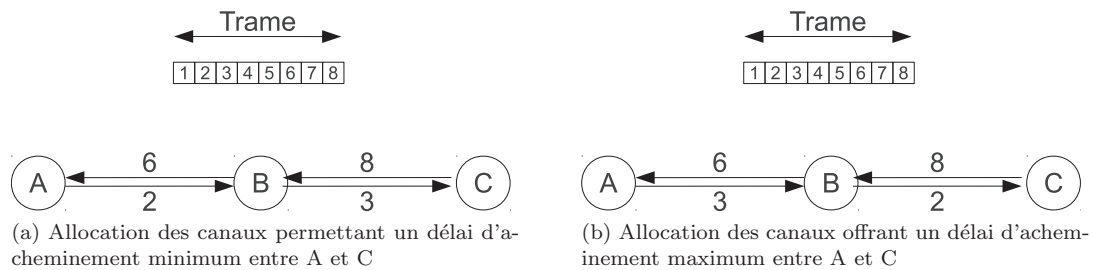 Trame
1 2 3 4 5 6 7 8
6
8
A B C
2
3
(a) Allocation des canaux permettant un délai d'a-
cheminement minimum entre A et C
Trame
1 2 3 4 5 6 7 8
6
8
A B C
3
2
(b) Allocation des canaux offrant un délai d'achem-
inement maximum entre A et C